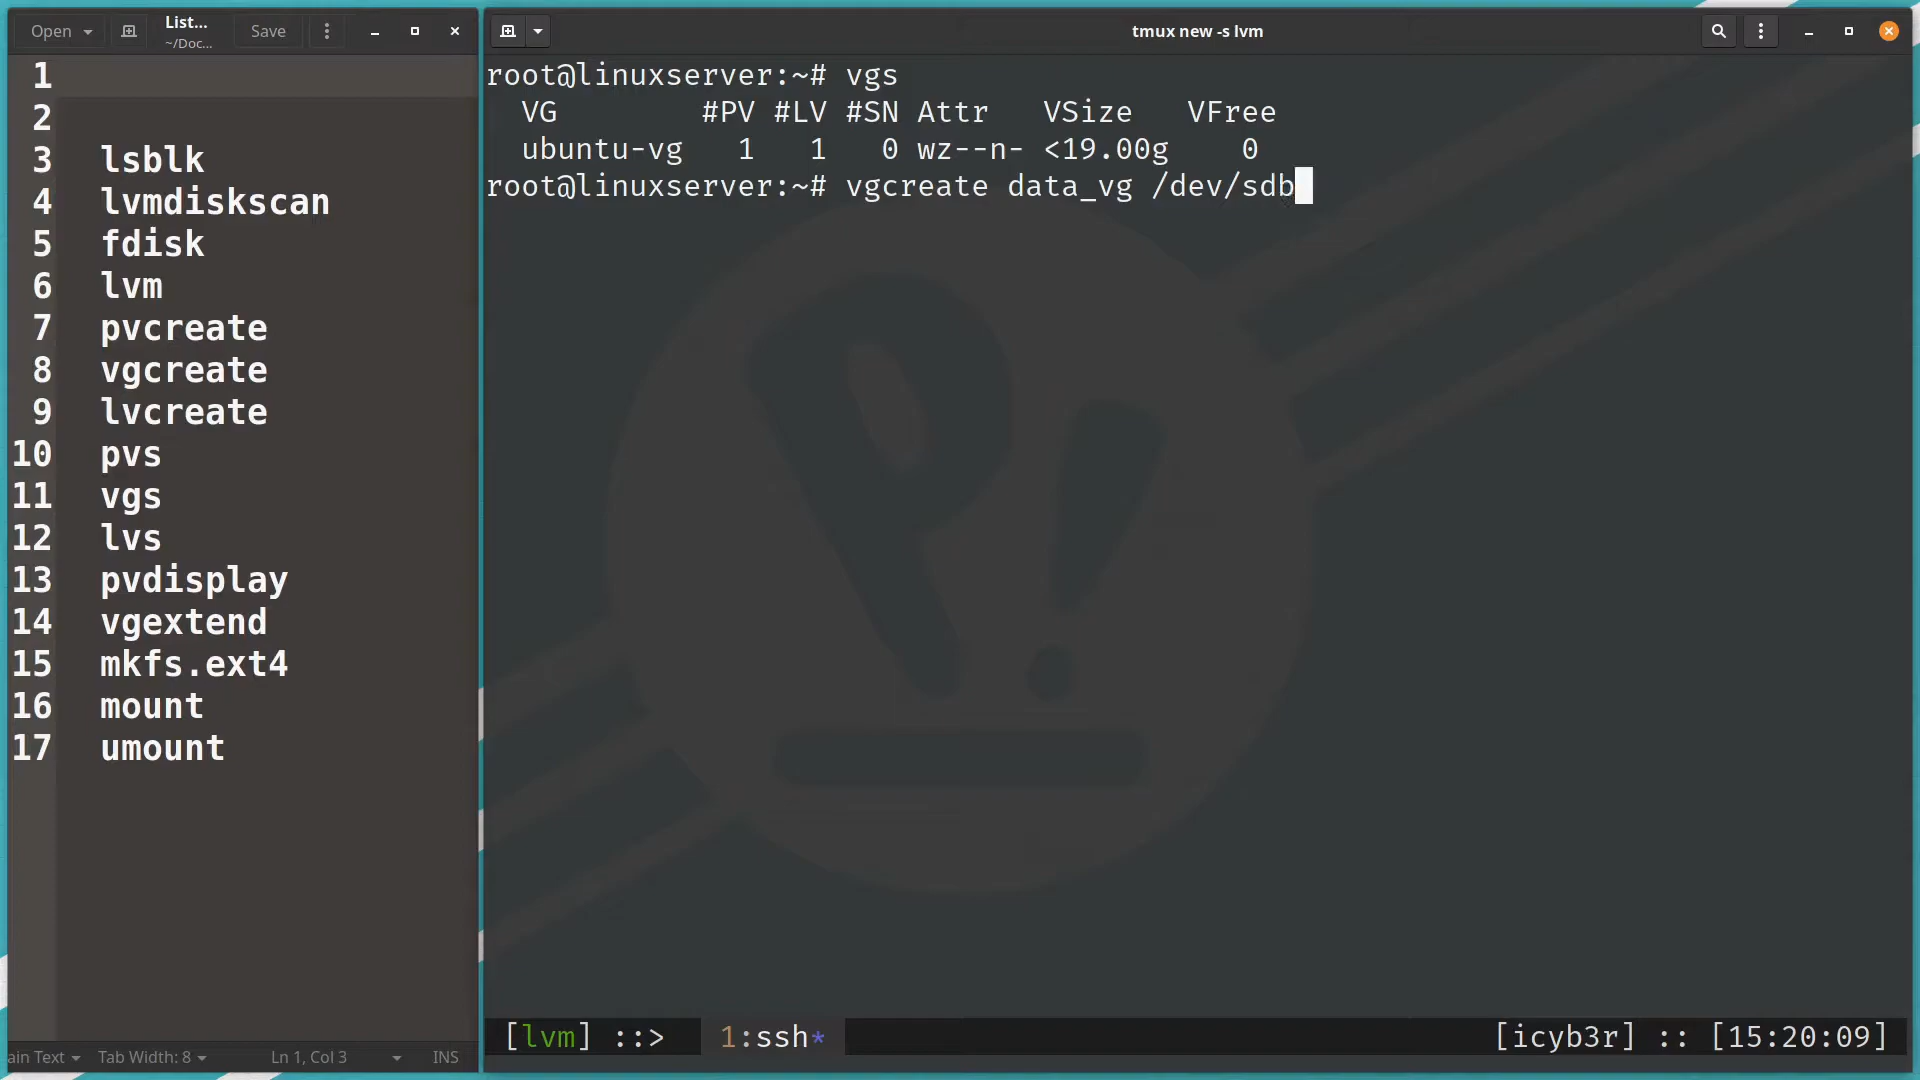 Open
List...
~/Doc...
Save
1
2
3 lsblk
4 lvmdiskscan
5 fdisk
6 lvm
7 pvcreate
8 vgcreate
9 lvcreate
10 pvs
11 vgs
12 lvs
13 pvdisplay
14 vgextend
15 mkfs.ext4
16 mount
17 umount
ain Text Tab Width: 8 Ln 1, Col 3 INS
tmux new -s lvm
root@linuxserver:~# vgs
VG #PV #LV #SN Attr VSize VFree
ubuntu-vg 1 1 0 wz--n- <19.00g 0
root@linuxserver:~# vgcreate data_vg /dev/sdb
[lvm] ::> 1:ssh* [icyb3r] :: [15:20:09]